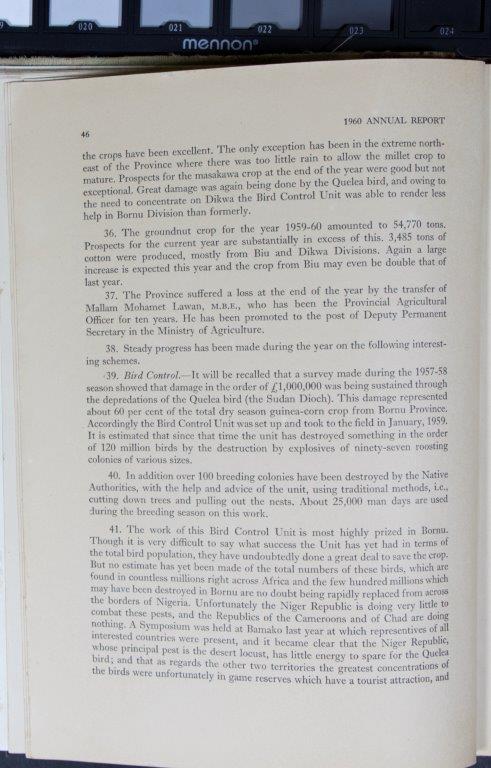 020 021 022 023 024
mennon®
1960 ANNUAL REPORT
46
the crops have been excellent. The only exception has been in the extreme north-
east of the Province where there was too little rain to allow the millet crop to
mature. Prospects for the masakawa crop at the end of the year were good but not
exceptional. Great damage was again being done by the Quelea bird, and owing to
the need to concentrate on Dikwa the Bird Control Unit was able to render less
help in Bornu Division than formerly.
36. The groundnut crop for the year 1959-60 amounted to 54,770 tons.
Prospects for the current year are substantially in excess of this. 3,485 tons of
cotton were produced, mostly from Biu and Dikwa Divisions. Again a large
increase is expected this year and the crop from Biu may even be double that of
last year.
37. The Province suffered a loss at the end of the year by the transfer of
Mallam Mohamet Lawan, M.B.E., who has been the Provincial Agricultural
Officer for ten years. He has been promoted to the post of Deputy Permanent
Secretary in the Ministry of Agriculture.
38. Steady progress has been made during the year on the following interest-
ing schemes.
39. Bird Control.—It will be recalled that a survey made during the 1957-58
season showed that damage in the order of £1,000,000 was being sustained through
the depredations of the Quelea bird (the Sudan Dioch). This damage represented
about 60 per cent of the total dry season guinea-corn crop from Bornu Province.
Accordingly the Bird Control Unit was set up and took to the field in January, 1959.
It is estimated that since that time the unit has destroyed something in the order
of 120 million birds by the destruction by explosives of ninety-seven roosting
colonies of various sizes.
40. In addition over 100 breeding colonies have been destroyed by the Native
Authorities, with the help and advice of the unit, using traditional methods, i.e.,
cutting down trees and pulling out the nests. About 25,000 man days are used
during the breeding season on this work.
41. The work of this Bird Control Unit is most highly prized in Bornu.
Though it is very difficult to say what success the Unit has yet had in terms of
the total bird population, they have undoubtedly done a great deal to save the crop.
But no estimate has yet been made of the total numbers of these birds, which are
found in countless millions right across Africa and the few hundred millions which
may have been destroyed in Bornu are no doubt being rapidly replaced from across
the borders of Nigeria. Unfortunately the Niger Republic is doing very little to
combat these pests, and the Republics of the Cameroons and of Chad are doing
nothing. A Symposium was held at Bamako last year at which representives of all
interested countries were present, and it became clear that the Niger Republic,
whose principal pest is the desert locust, has little energy to spare for the Quelea
bird; and that as regards the other two territories the greatest concentrations of
the birds were unfortunately in game reserves which have a tourist attraction, and